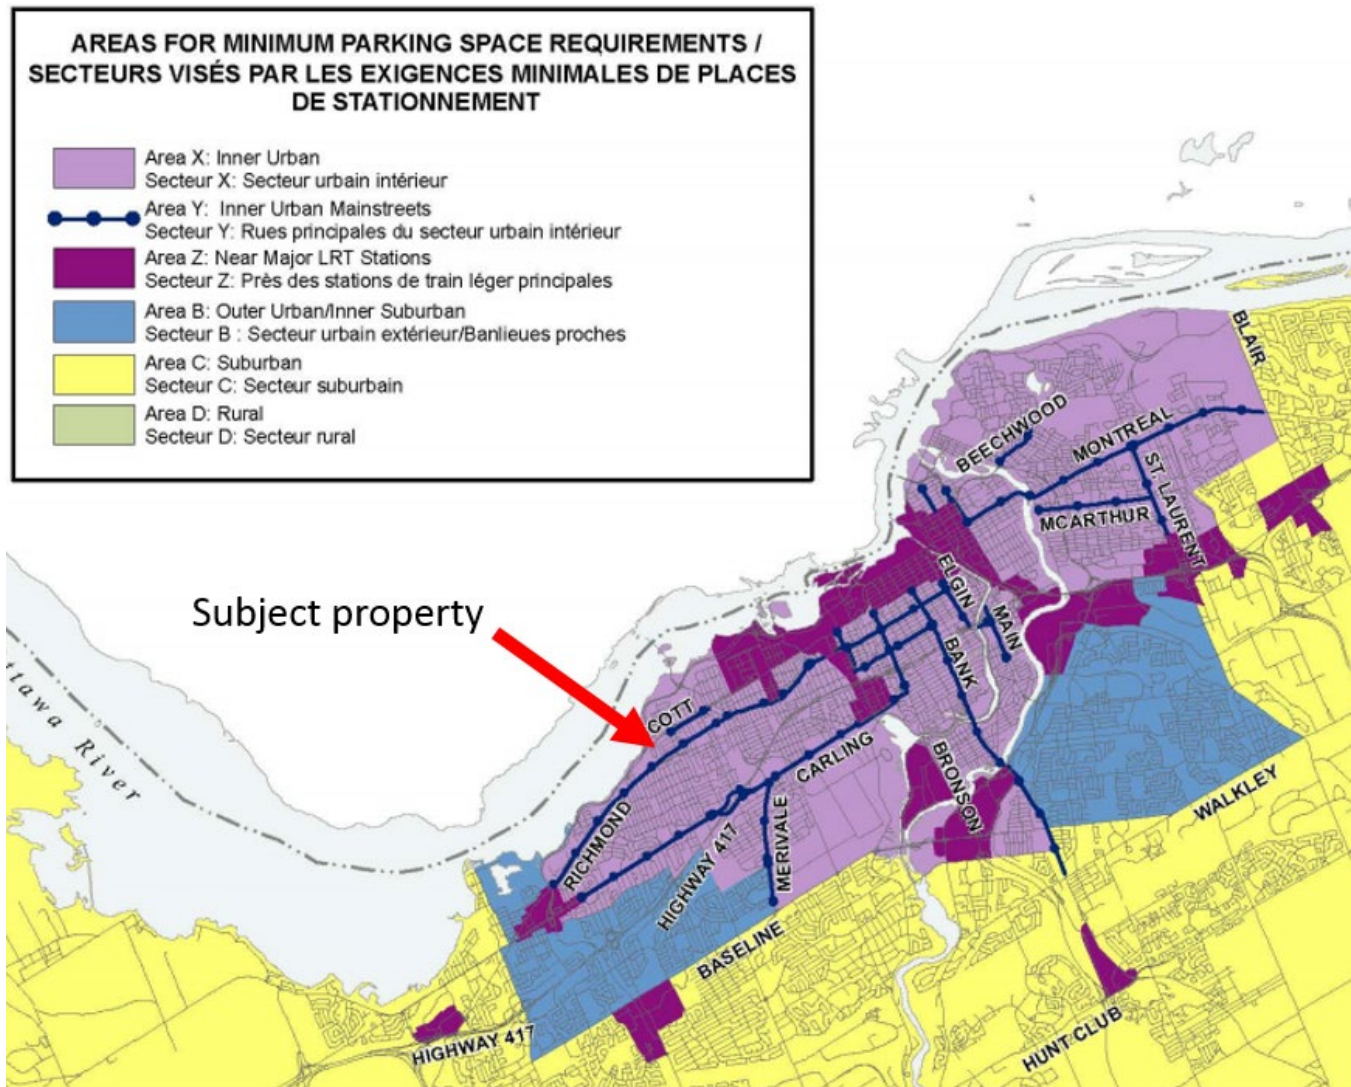 AREAS FOR MINIMUM PARKING SPACE REQUIREMENTS /
SECTEURS VISÉS PAR LES EXIGENCES MINIMALES DE PLACES
DE STATIONNEMENT
Area X: Inner Urban
Secteur X: Secteur urbain intérieur
Area Y: Inner Urban Mainstreets
Secteur Y: Rues principales du secteur urbain intérieur
Area Z: Near Major LRT Stations
Secteur Z: Près des stations de train léger principales
Area B: Outer Urban/Inner Suburban
Secteur B : Secteur urbain extérieur/Banlieues proches
Area C: Suburban
Secteur C: Secteur suburbain
Area D: Rural
Secteur D: Secteur rural
BLAIR
BEECHWOOD
MONTREAL
ST. LAURENT
MCARTHUR
ELGIN
MAIN
Subject property
BANK
COTT
CARLING
BRONSON
ttawa River
RICHMOND
HIGHWAY 417
MERIVALE
WALKLEY
BASELINE
HIGHWAY 417
HUNT CLUB